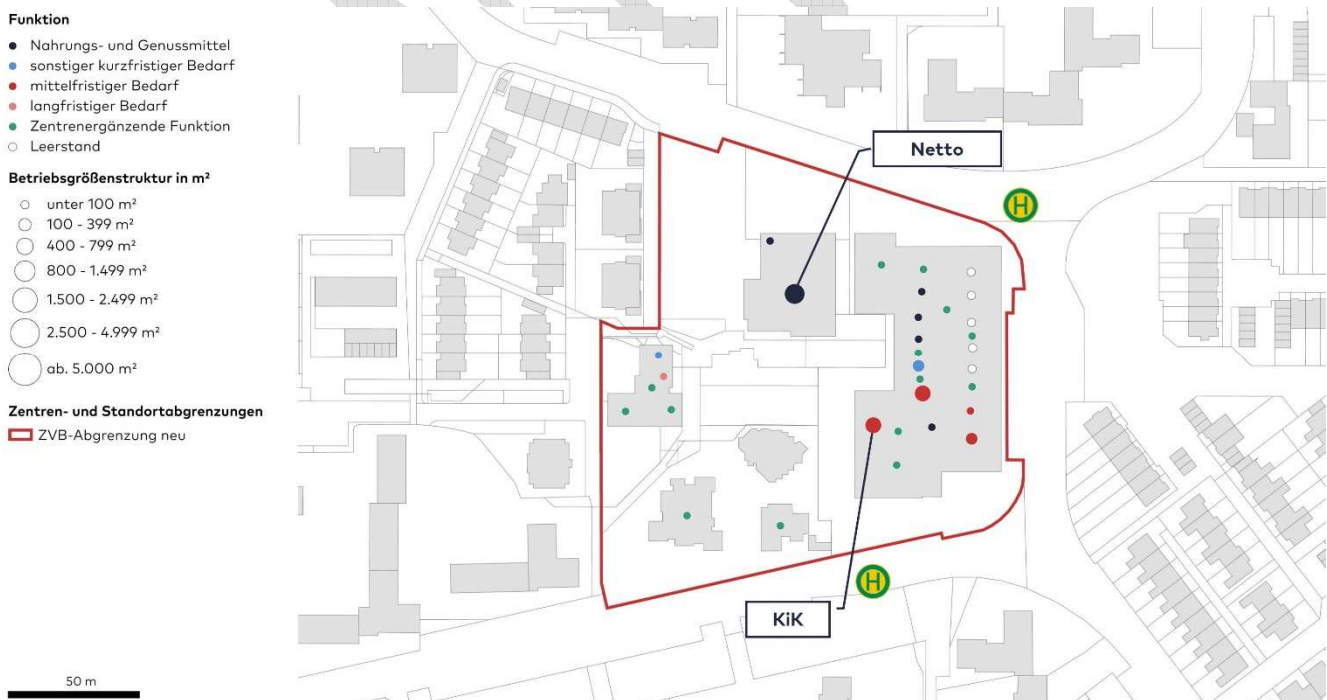 Funktion
Nahrungs- und Genussmittel
sonstiger kurzfristiger Bedarf
mittelfristiger Bedarf
langfristiger Bedarf
Zentrenergänzende Funktion
Leerstand
Betriebsgrößenstruktur in m²
unter 100 m²
100 - 399 m²
400 - 799 m²
800 - 1.499 m²
1.500 - 2.499 m²
2.500 - 4.999 m²
ab. 5.000 m²
Zentren- und Standortabgrenzungen
ZVB-Abgrenzung neu
50 m
Netto
H
H
KiK